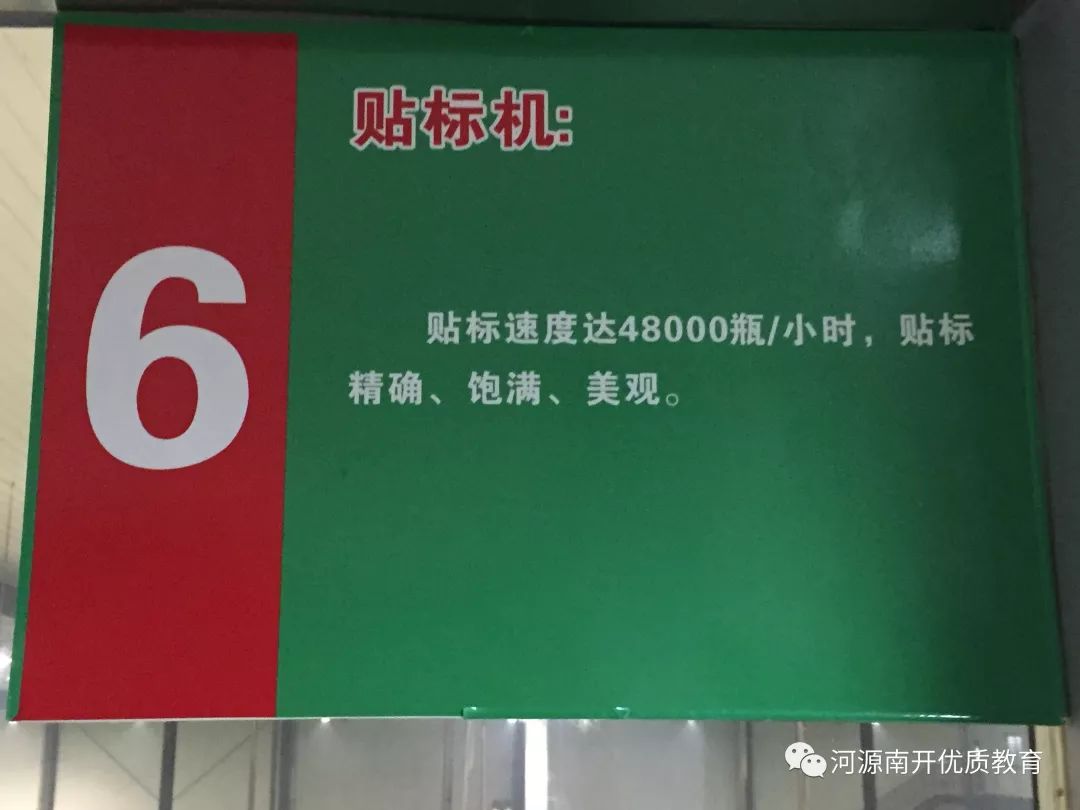 6
贴标机:
贴标速度达48000瓶/小时，贴标
精确、饱满、美观。
河源南开优质教育